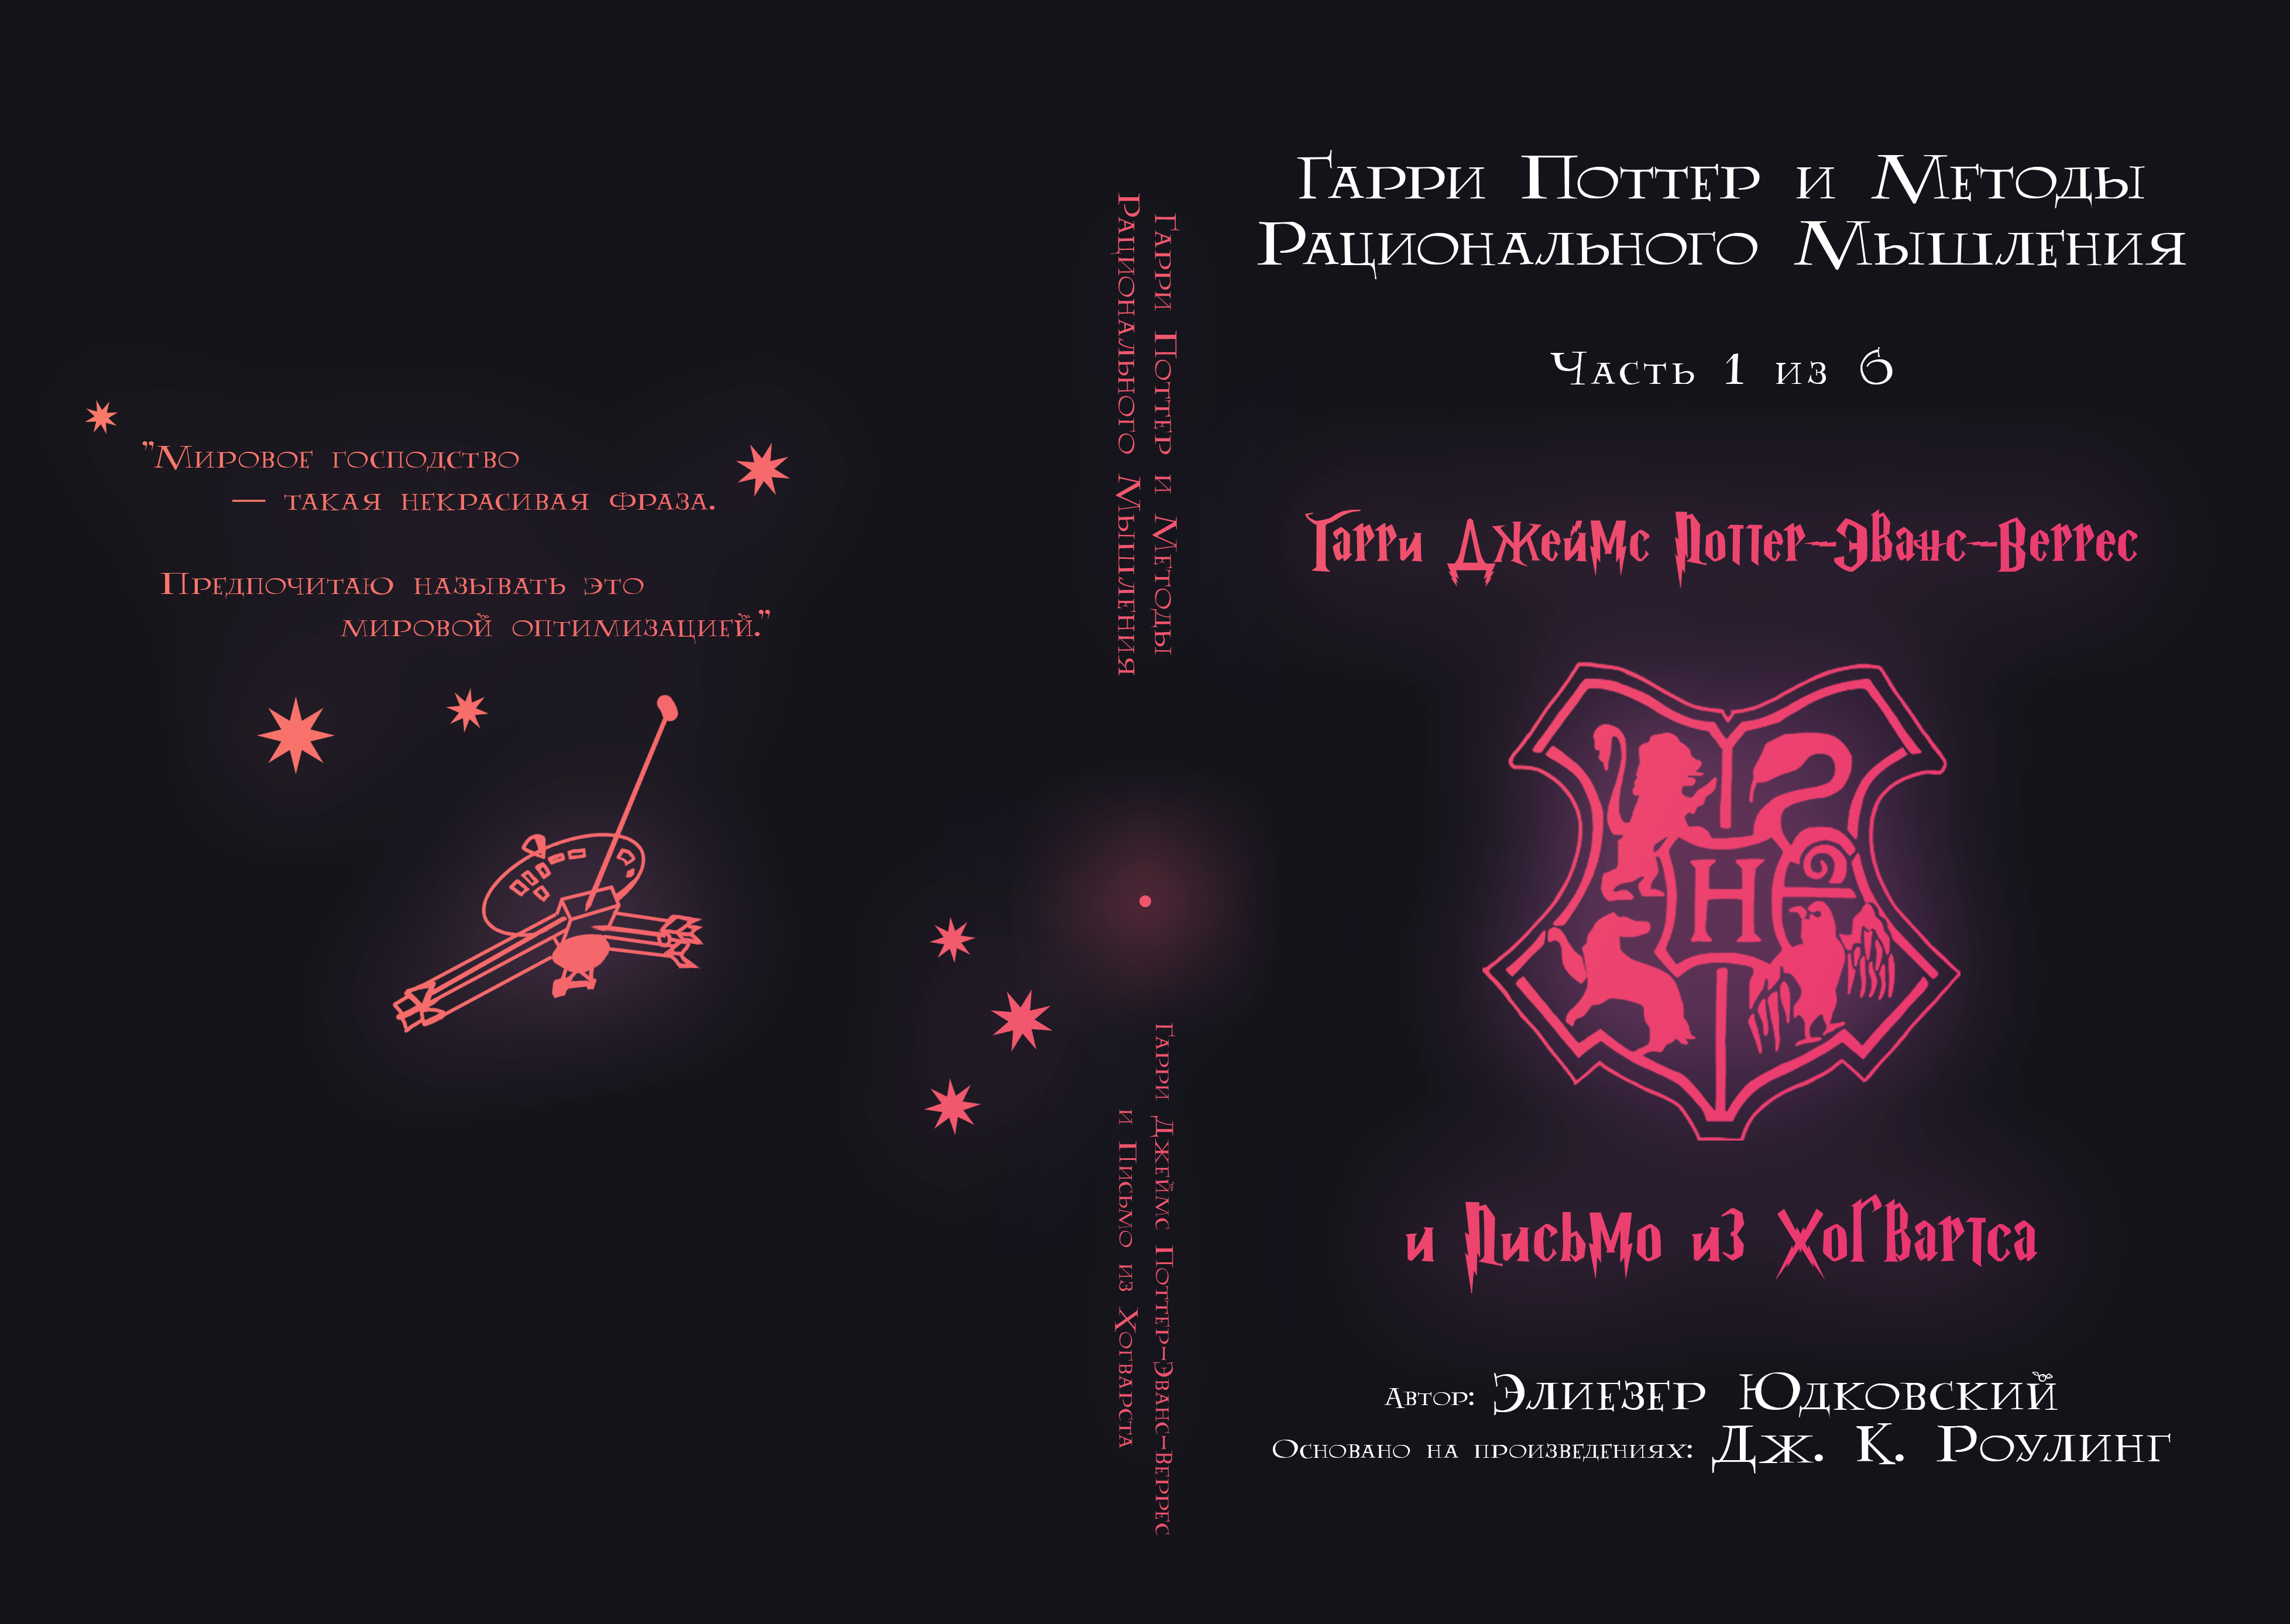 "Мировое господство
— такая некрасивая фраза.
Предпочитаю называть это
мировой оптимизацией."
Гарри Поттер и Методы
Рационального Мышления
Гарри Джеймс Поттер-Эванс-Веррес
и Письмо из Хогварста
Гарри Поттер и Методы
Рационального Мышления
Часть 1 из 6
Гарри Джеймс Поттер-Эванс-Веррес
H
и Письмо из Хогвартса
Автор: Элиезер Юдковский
Основано на произведениях: Дж. К. Роулинг